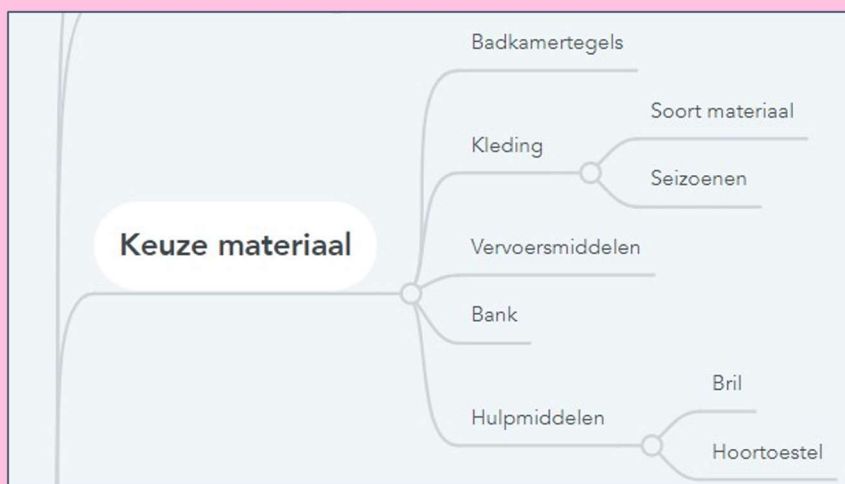 Badkamertegels
Soort materiaal
Kleding
Seizoenen
Keuze materiaal
Vervoersmiddelen
Bank
Bril
Hulpmiddelen
Hoortoestel